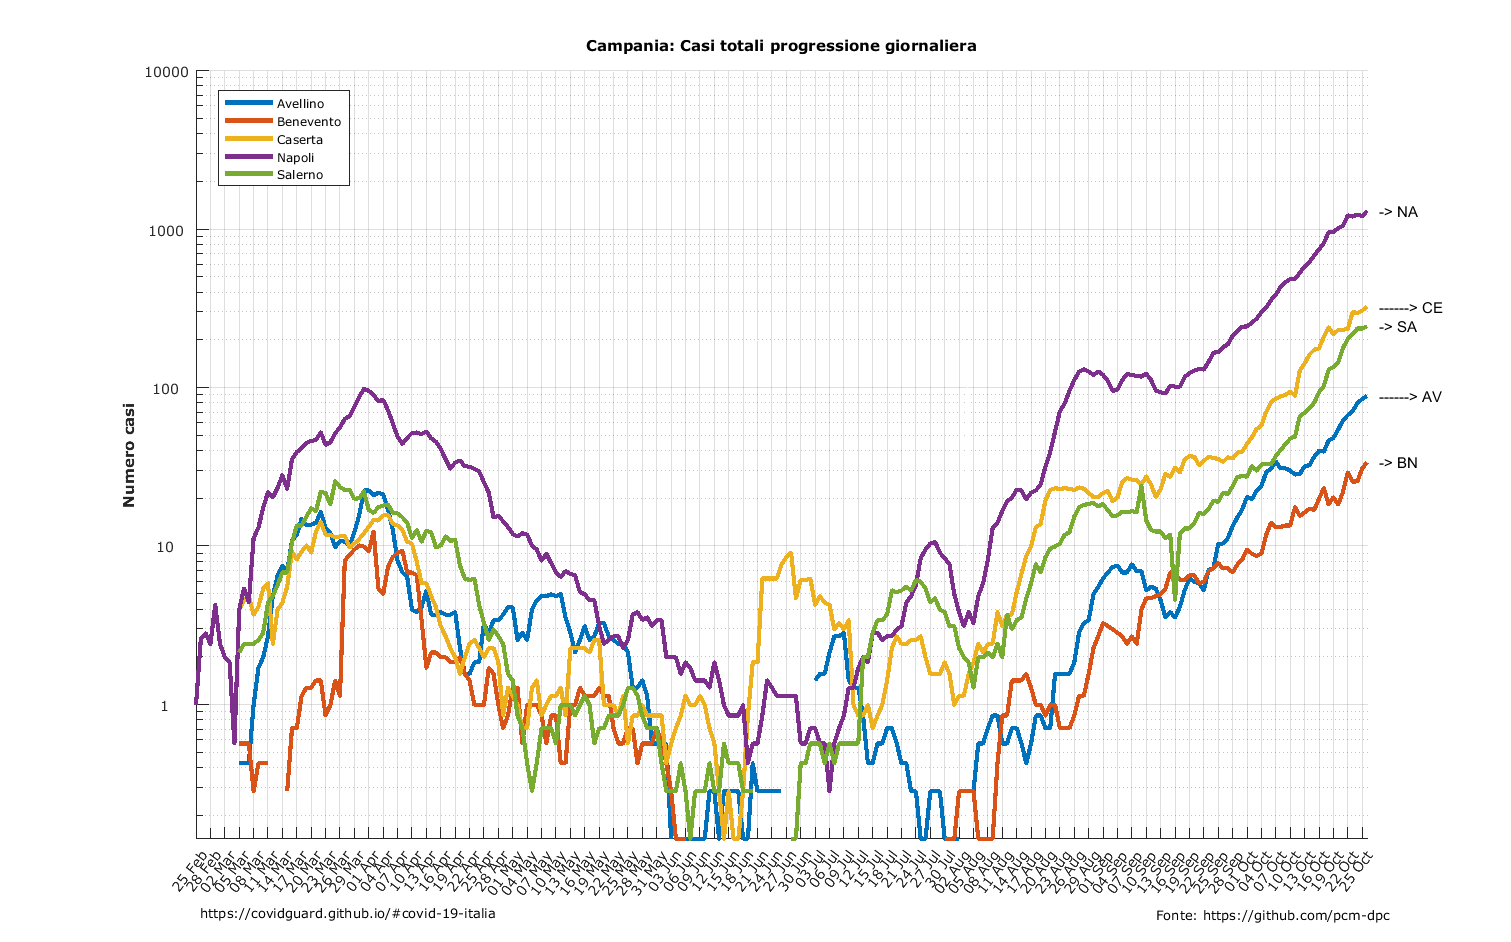 Campania: Casi totali progressione giornaliera
10000
1000
100
10
1
Numero casi
Avellino
Benevento
Caserta
Napoli
Salerno
-> NA
------> CE
-> SA
------> AV
-> BN
25 Feb
28 Feb
02 Mar
05 Mar
08 Mar
11 Mar
14 Mar
17 Mar
20 Mar
23 Mar
26 Mar
29 Mar
01 Apr
04 Apr
07 Apr
10 Apr
13 Apr
16 Apr
19 Apr
22 Apr
25 Apr
28 Apr
01 May
04 May
07 May
10 May
13 May
16 May
19 May
22 May
25 May
28 May
31 May
03 Jun
06 Jun
09 Jun
12 Jun
15 Jun
18 Jun
21 Jun
24 Jun
27 Jun
30 Jun
03 Jul
06 Jul
09 Jul
12 Jul
15 Jul
18 Jul
21 Jul
24 Jul
27 Jul
30 Jul
02 Aug
05 Aug
08 Aug
11 Aug
14 Aug
17 Aug
20 Aug
23 Aug
26 Aug
29 Aug
01 Sep
04 Sep
07 Sep
10 Sep
13 Sep
16 Sep
19 Sep
22 Sep
25 Sep
28 Sep
01 Oct
04 Oct
07 Oct
10 Oct
13 Oct
16 Oct
19 Oct
22 Oct
25 Oct
https://covidguard.github.io/#covid-19-italia
Fonte: https://github.com/pcm-dpc